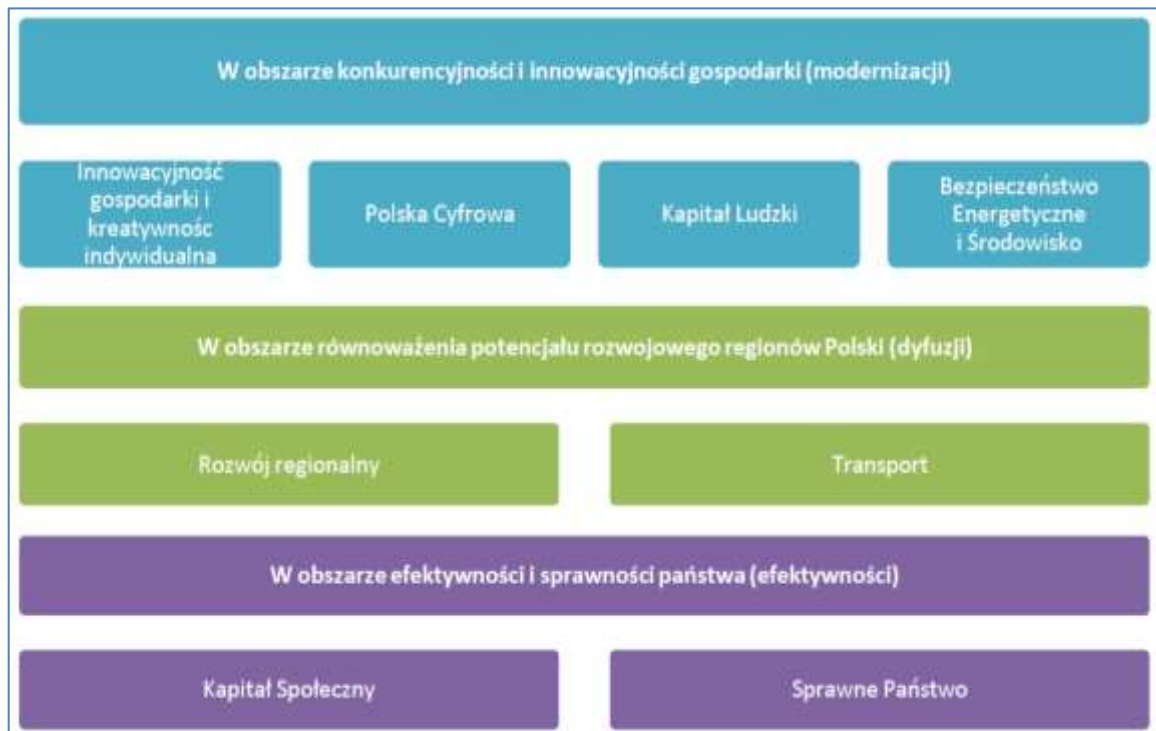 W obszarze konkurencyjności i innowacyjności gospodarki (modernizacji)
Innowacyjność
gospodarki i
kreatywnośc
indywidualna
Polska Cyfrowa
Kapitał Ludzki
Bezpieczeństwo
Energetyczne
i Środowisko
W obszarze równoważenia potencjału rozwojowego regionów Polski (dyfuzji)
Rozwój regionalny
Transport
W obszarze efektywności i sprawności państwa (efektywności)
Kapitał Społeczny
Sprawne Państwo